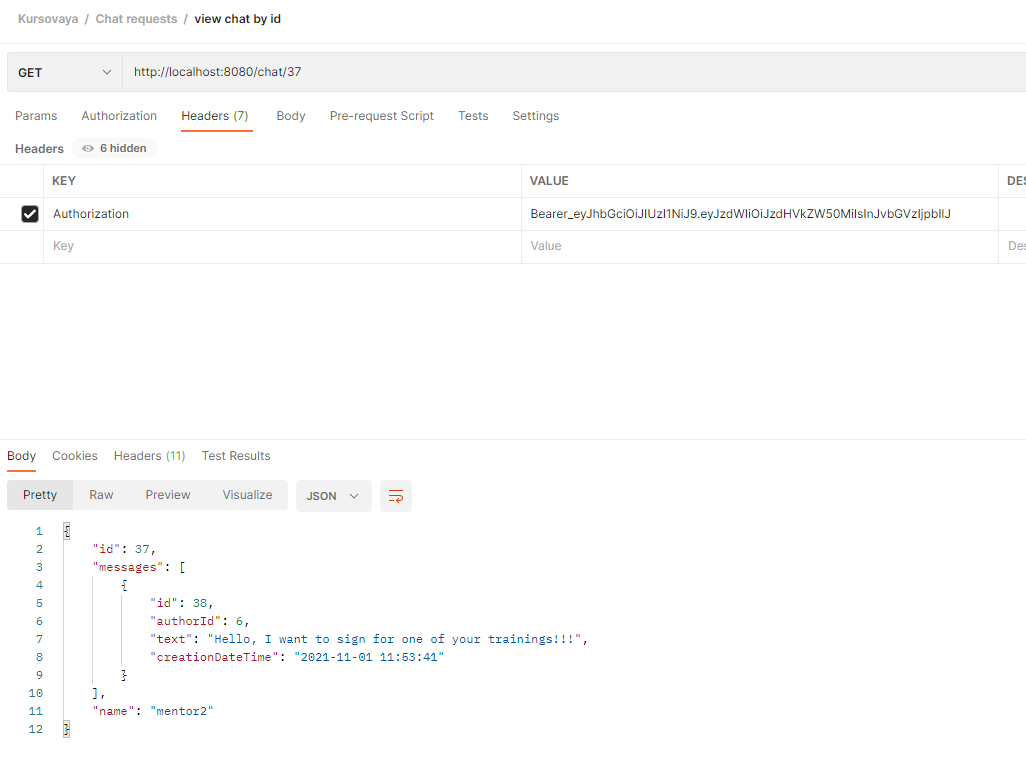 Kursovaya / Chat requests / view chat by id
GET http://localhost:8080/chat/37
Params Authorization Headers (7) Body Pre-request Script Tests Settings
Headers 6 hidden
KEY VALUE DES
Authorization Bearer_eyJhbGciOiJIUzI1NiJ9.eyJzdWIiOiJzdHVkZW50MiIsInJvbGVzIjpbIlJ
Key Value Des
Body Cookies Headers (11) Test Results
Pretty Raw Preview Visualize JSON
1 {
2 "id": 37,
3 "messages": [
4 {
5 "id": 38,
6 "authorId": 6,
7 "text": "Hello, I want to sign for one of your trainings!!!",
8 "creationDateTime": "2021-11-01 11:53:41"
9 }
10 ],
11 "name": "mentor2"
12 }